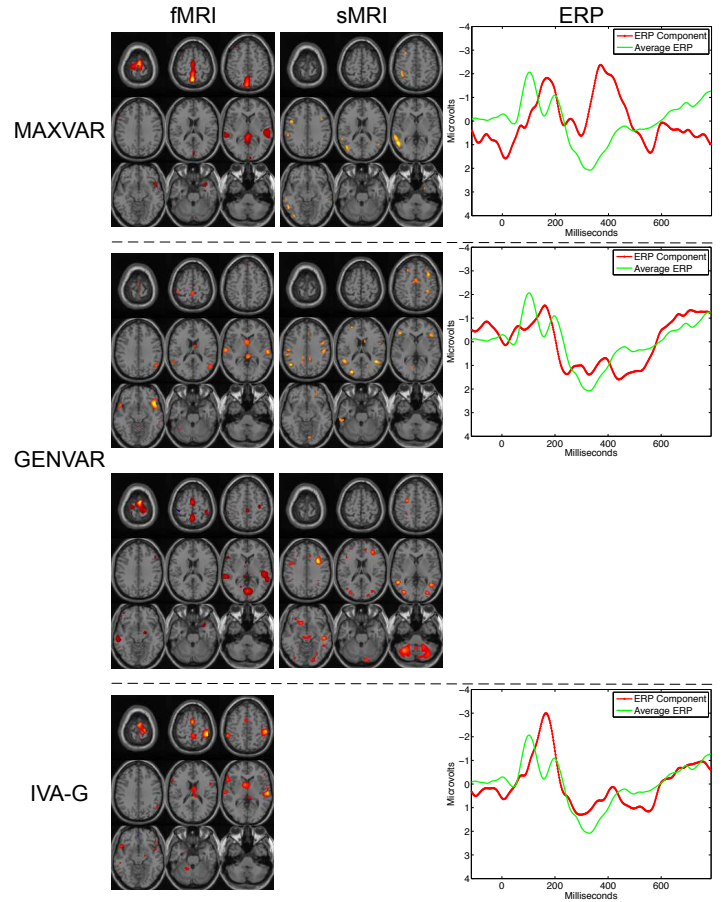 fMRI sMRI ERP
MAXVAR
−4
−3
−2
−1
0
1
2
3
4
Microvolts
ERP Component
Average ERP
0 200 400 600
Milliseconds
GENVAR
−4
−3
−2
−1
0
1
2
3
4
Microvolts
ERP Component
Average ERP
0 200 400 600
Milliseconds
IVA-G
−4
−3
−2
−1
0
1
2
3
4
Microvolts
ERP Component
Average ERP
0 200 400 600
Milliseconds